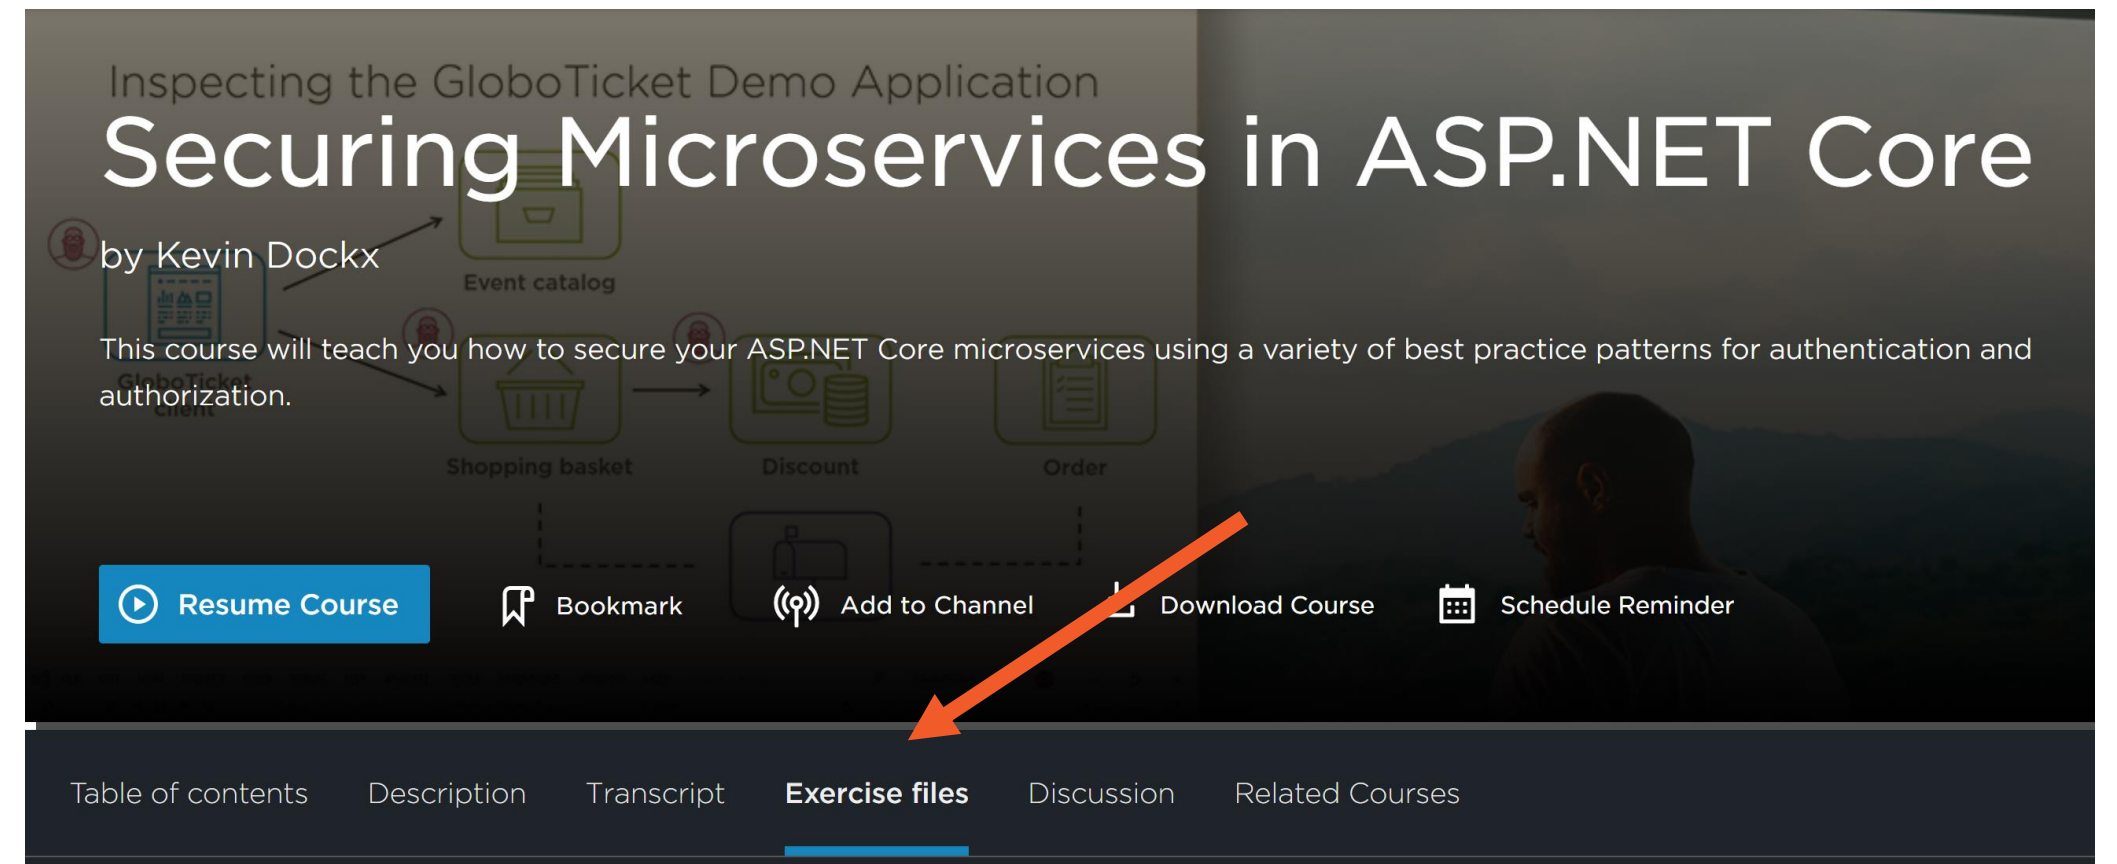 Inspecting the GloboTicket Demo Application
Securing Microservices in ASP.NET Core
by Kevin Dockx
Event catalog
This course will teach you how to secure your ASP.NET Core microservices using a variety of best practice patterns for authentication and
authorization.
GloboTicket
client
Shopping basket
Discount
Order
Resume Course
Bookmark
Add to Channel
Download Course
Schedule Reminder
Table of contents
Description
Transcript
Exercise files
Discussion
Related Courses